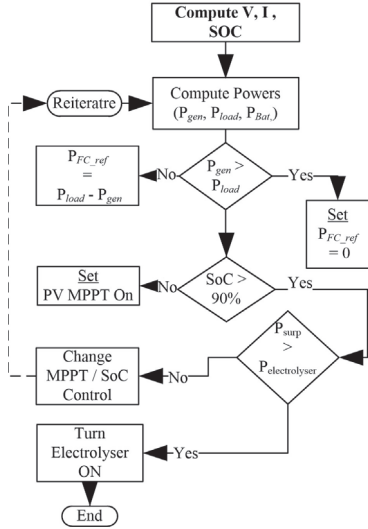 Compute V, I ,
SOC
Reiteratre
Compute Powers
(Pgen, Pload, PBat,)
PFC_ref
=
Pload - Pgen
No
Pgen >
Pload
Yes
Set
PFC_ref
= 0
Set
PV MPPT On
No
SoC >
90%
Yes
Psurp
>
Pelectrolyser
Change
MPPT / SoC
Control
No
Turn
Electrolyser
ON
Yes
End